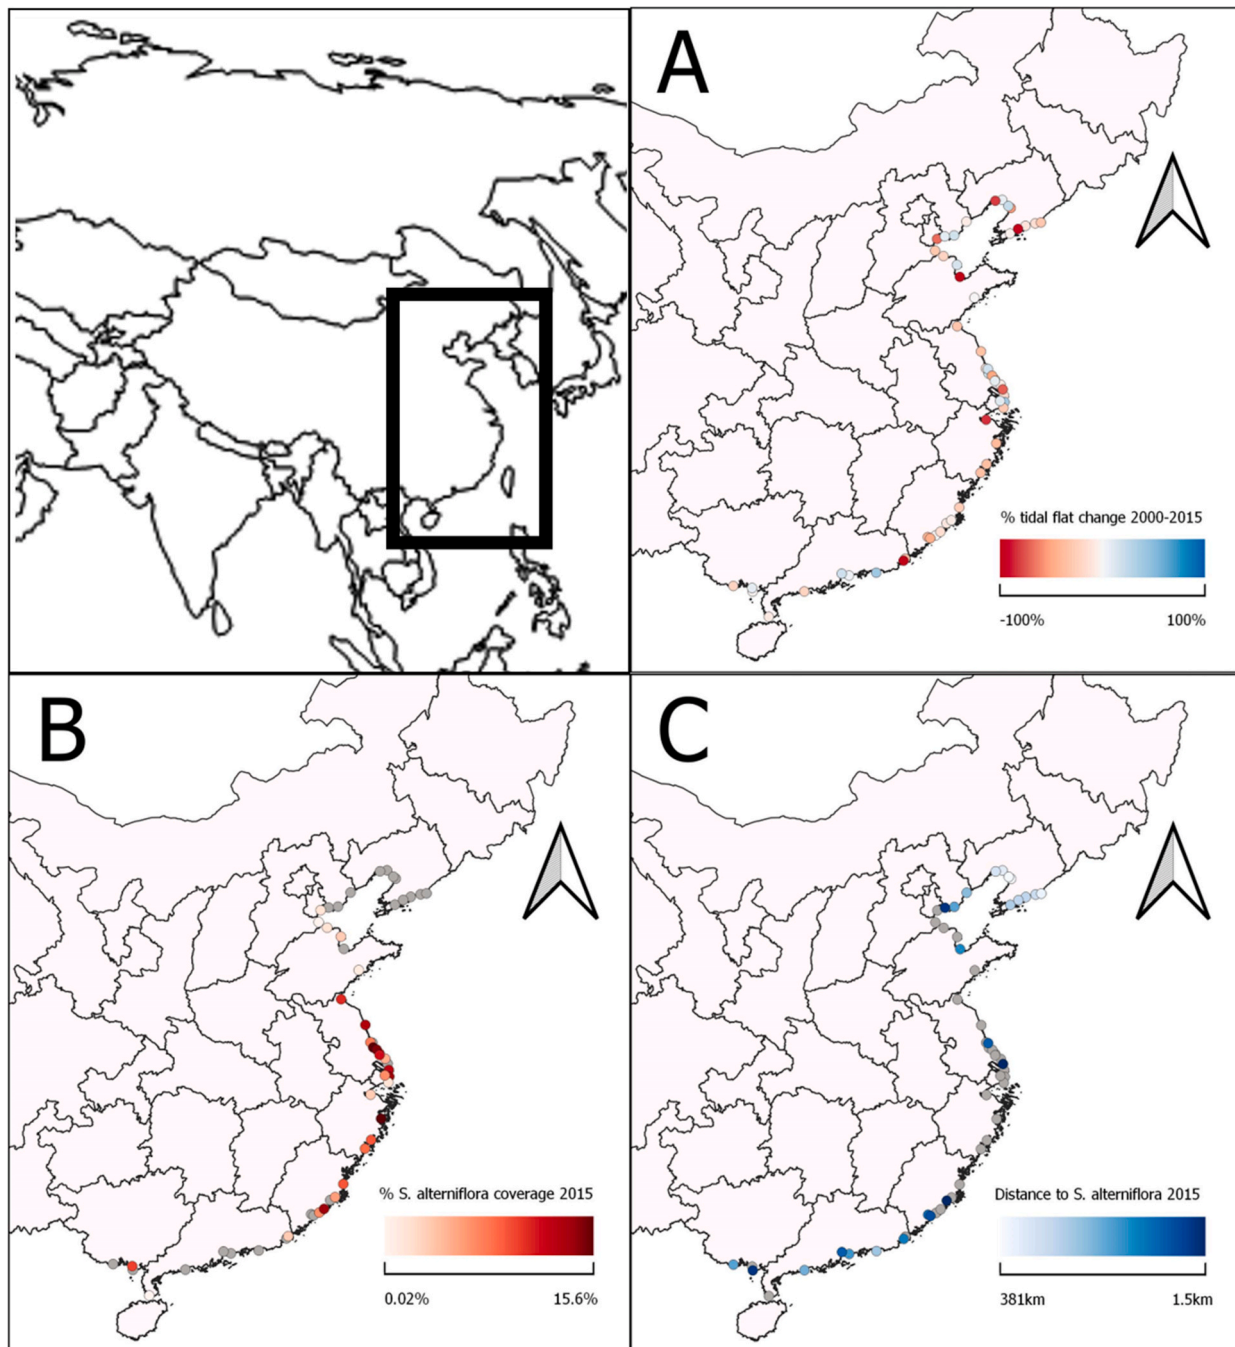 A
% tidal flat change 2000-2015
-100%
100%
B
% S. alterniflora coverage 2015
0.02%
15.6%
C
Distance to S. alterniflora 2015
381km
1.5km